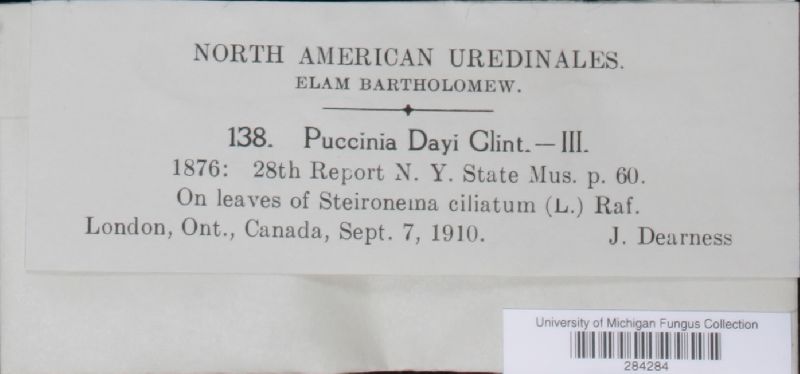 NORTH AMERICAN UREDINALES.
ELAM BARTHOLOMEW.
138. Puccinia Dayi Clint.—III.
1876: 28th Report N. Y. State Mus. p. 60.
On leaves of Steironema ciliatum (L.) Raf.
London, Ont., Canada, Sept. 7, 1910. J. Dearness
University of Michigan Fungus Collection
284284